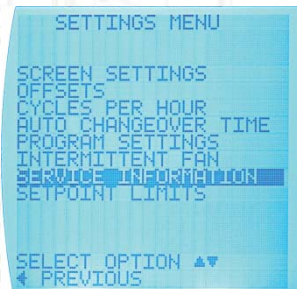 SETTINGS MENU
SCREEN SETTINGS
OFFSETS
CYCLES PER HOUR
AUTO CHANGEOVER TIME
PROGRAM SETTINGS
INTERMITTENT FAN
SERVICE INFORMATION
SETPOINT LIMITS
SELECT OPTION ▲▼
◀ PREVIOUS